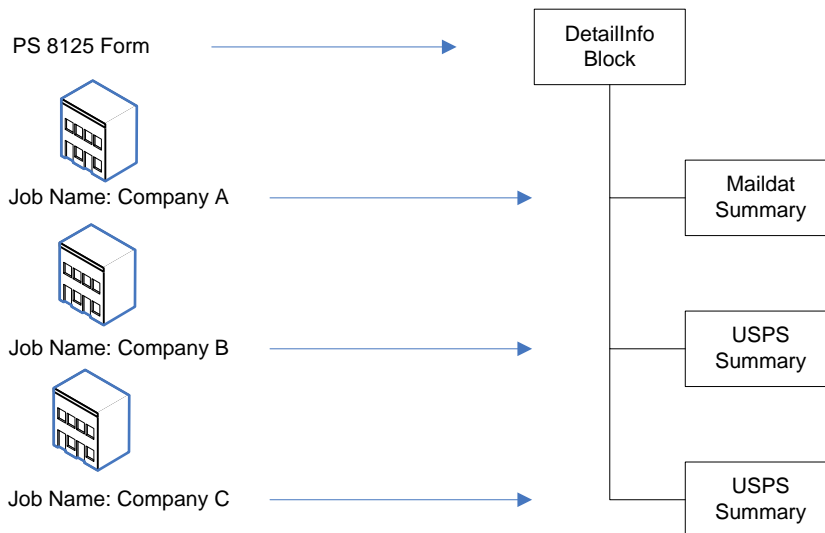 PS 8125 Form
DetailInfo
Block
Job Name: Company A
Maildat
Summary
Job Name: Company B
USPS
Summary
Job Name: Company C
USPS
Summary